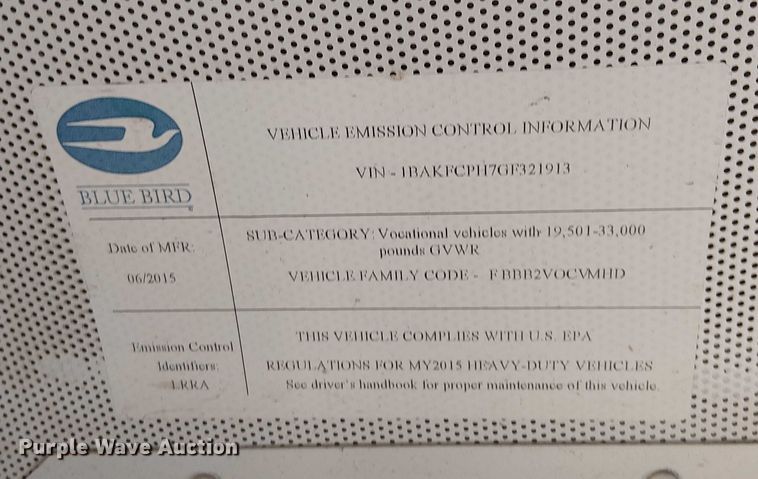 VEHICLE EMISSION CONTROL INFORMATION
VIN - 1BAKFCPH7GF321913
BLUE BIRD
Date of MFR:
06/2015
SUB-CATEGORY: Vocational vehicles with 19,501-33,000
pounds GVWR
VEHICLE FAMILY CODE - FBBB2VOCVMHD
Emission Control
Identifiers:
LRRA
THIS VEHICLE COMPLIES WITH U.S. EPA
REGULATIONS FOR MY2015 HEAVY-DUTY VEHICLES
See driver's handbook for proper maintenance of this vehicle.
Purple Wave Auction